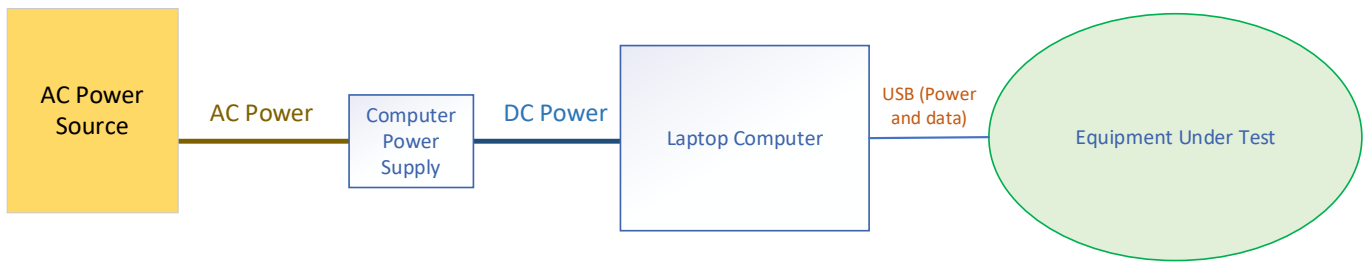 AC Power
Source
AC Power
Computer
Power
Supply
DC Power
Laptop Computer
USB (Power
and data)
Equipment Under Test